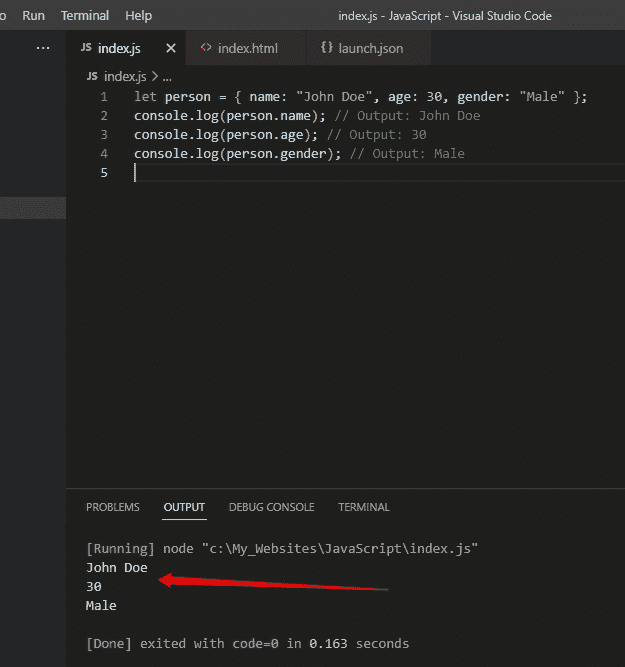 Run Terminal Help index.js - JavaScript - Visual Studio Code
... JS index.js × <> index.html {} launch.json
JS index.js > ...
1 let person = { name: "John Doe", age: 30, gender: "Male" };
2 console.log(person.name); // Output: John Doe
3 console.log(person.age); // Output: 30
4 console.log(person.gender); // Output: Male
5
PROBLEMS OUTPUT DEBUG CONSOLE TERMINAL
[Running] node "c:\My_Websites\JavaScript\index.js"
John Doe
30
Male
[Done] exited with code=0 in 0.163 seconds